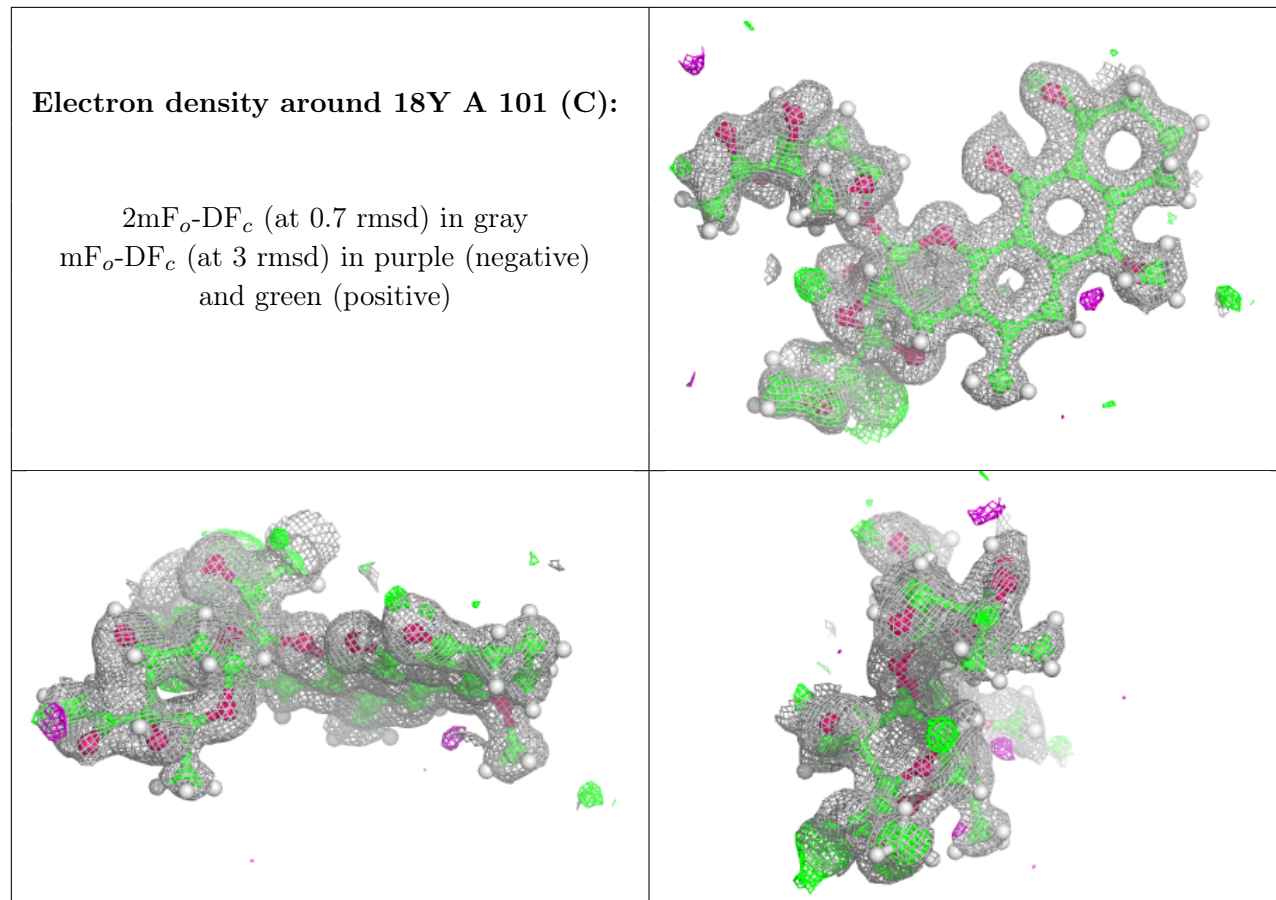 Electron density around 18Y A 101 (C):
2mFo-DFc (at 0.7 rmsd) in gray
mFo-DFc (at 3 rmsd) in purple (negative)
and green (positive)